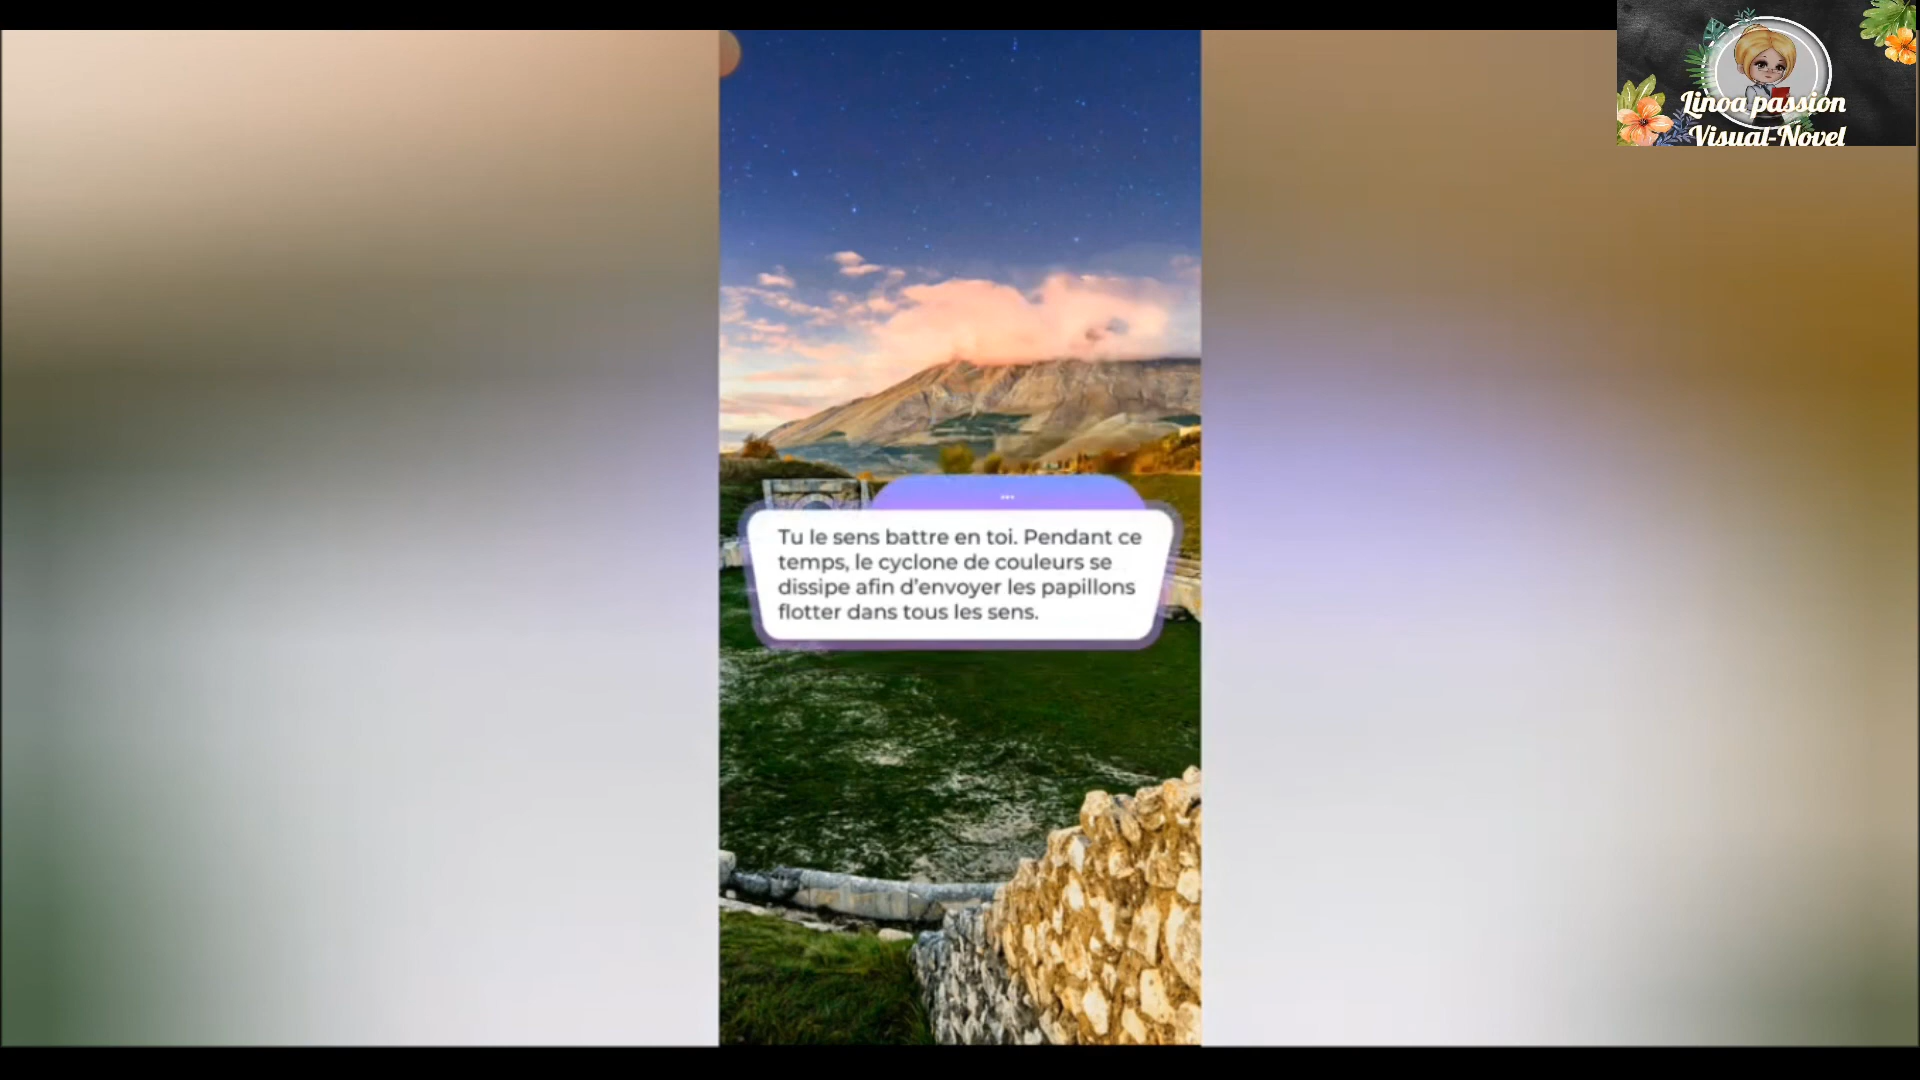 Linoa passion
Visual-Novel
...
Tu le sens battre en toi. Pendant ce
temps, le cyclone de couleurs se
dissipe afin d'envoyer les papillons
flotter dans tous les sens.